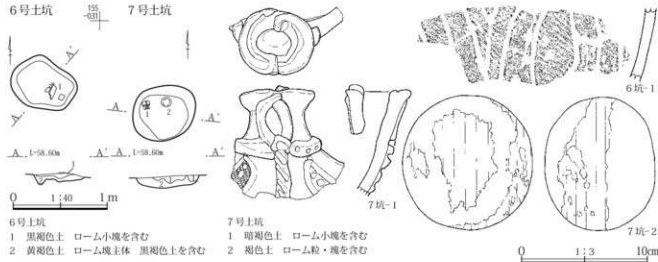 6号土坑
155
-031
7号土坑
A
A'
1
A
A'
1
2
A L=58.60m A'
A L=58.60m A'
1
2
0 1:40 1m
6坑-1
7坑-1
7坑-2
6号土坑
1 黒褐色土 ローム小塊を含む
2 黄褐色土 ローム塊主体 黒褐色土を含む
7号土坑
1 暗褐色土 ローム小塊を含む
2 褐色土 ローム粒・塊を含む
0 1:3 10cm